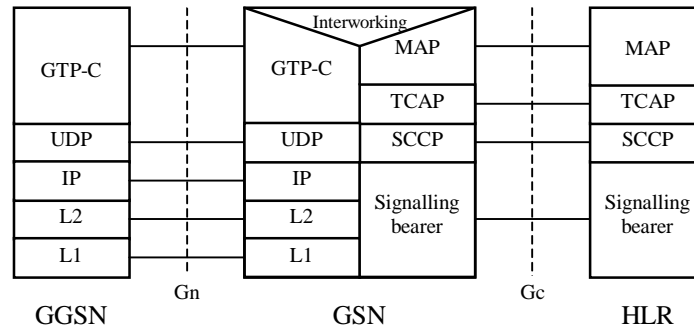 Interworking
GTP-C
GTP-C
MAP
MAP
TCAP
TCAP
UDP
UDP
SCCP
SCCP
IP
IP
L2
L2
Signalling
bearer
Signalling
bearer
L1
L1
Gn
Gc
GGSN
GSN
HLR